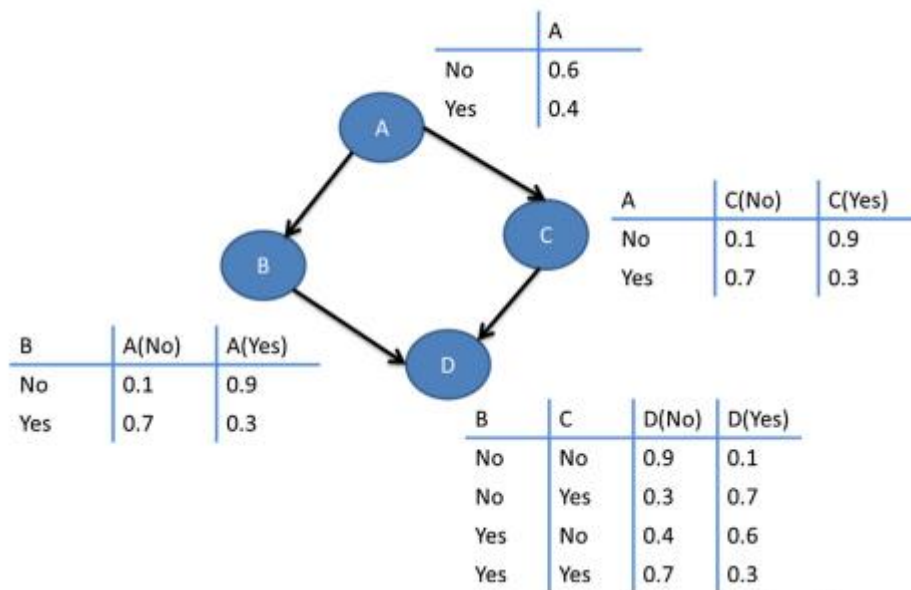 A
No 0.6
Yes 0.4
A
A C(No) C(Yes)
No 0.1 0.9
Yes 0.7 0.3
C
B
B A(No) A(Yes)
No 0.1 0.9
Yes 0.7 0.3
D
B C D(No) D(Yes)
No No 0.9 0.1
No Yes 0.3 0.7
Yes No 0.4 0.6
Yes Yes 0.7 0.3